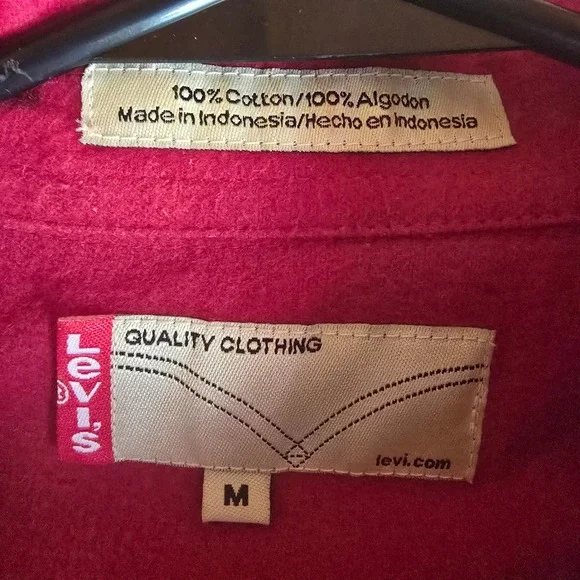 100% Cotton/100% Algodon
Made in Indonesia/Hecho en Indonesia
QUALITY CLOTHING
LEVI'S
®
levi.com
M